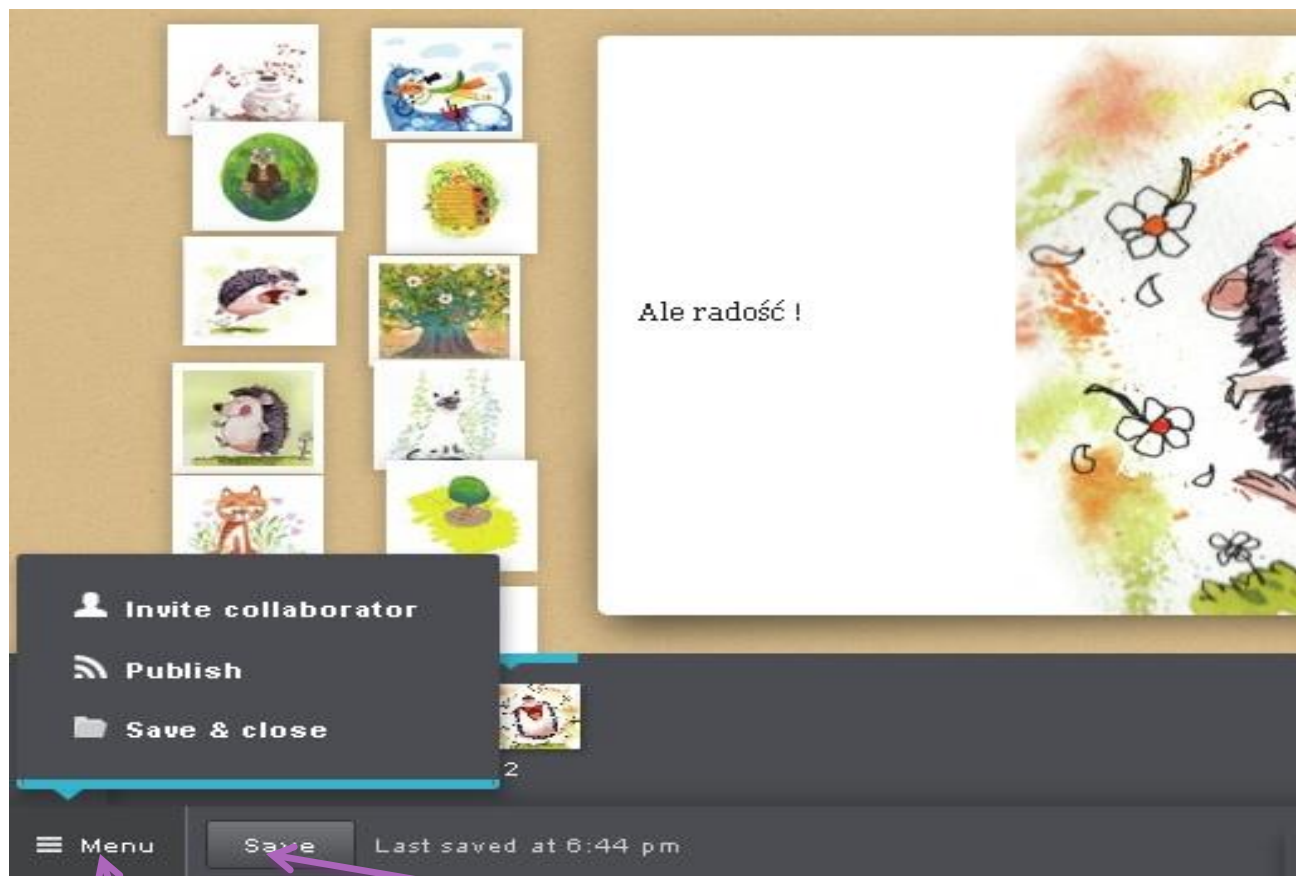 Ale radość !
Invite collaborator
Publish
Save & close
2
Menu
Save
Last saved at 6:44 pm